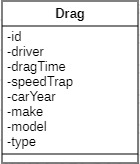 Drag
-id
-driver
-dragTime
-speedTrap
-carYear
-make
-model
-type